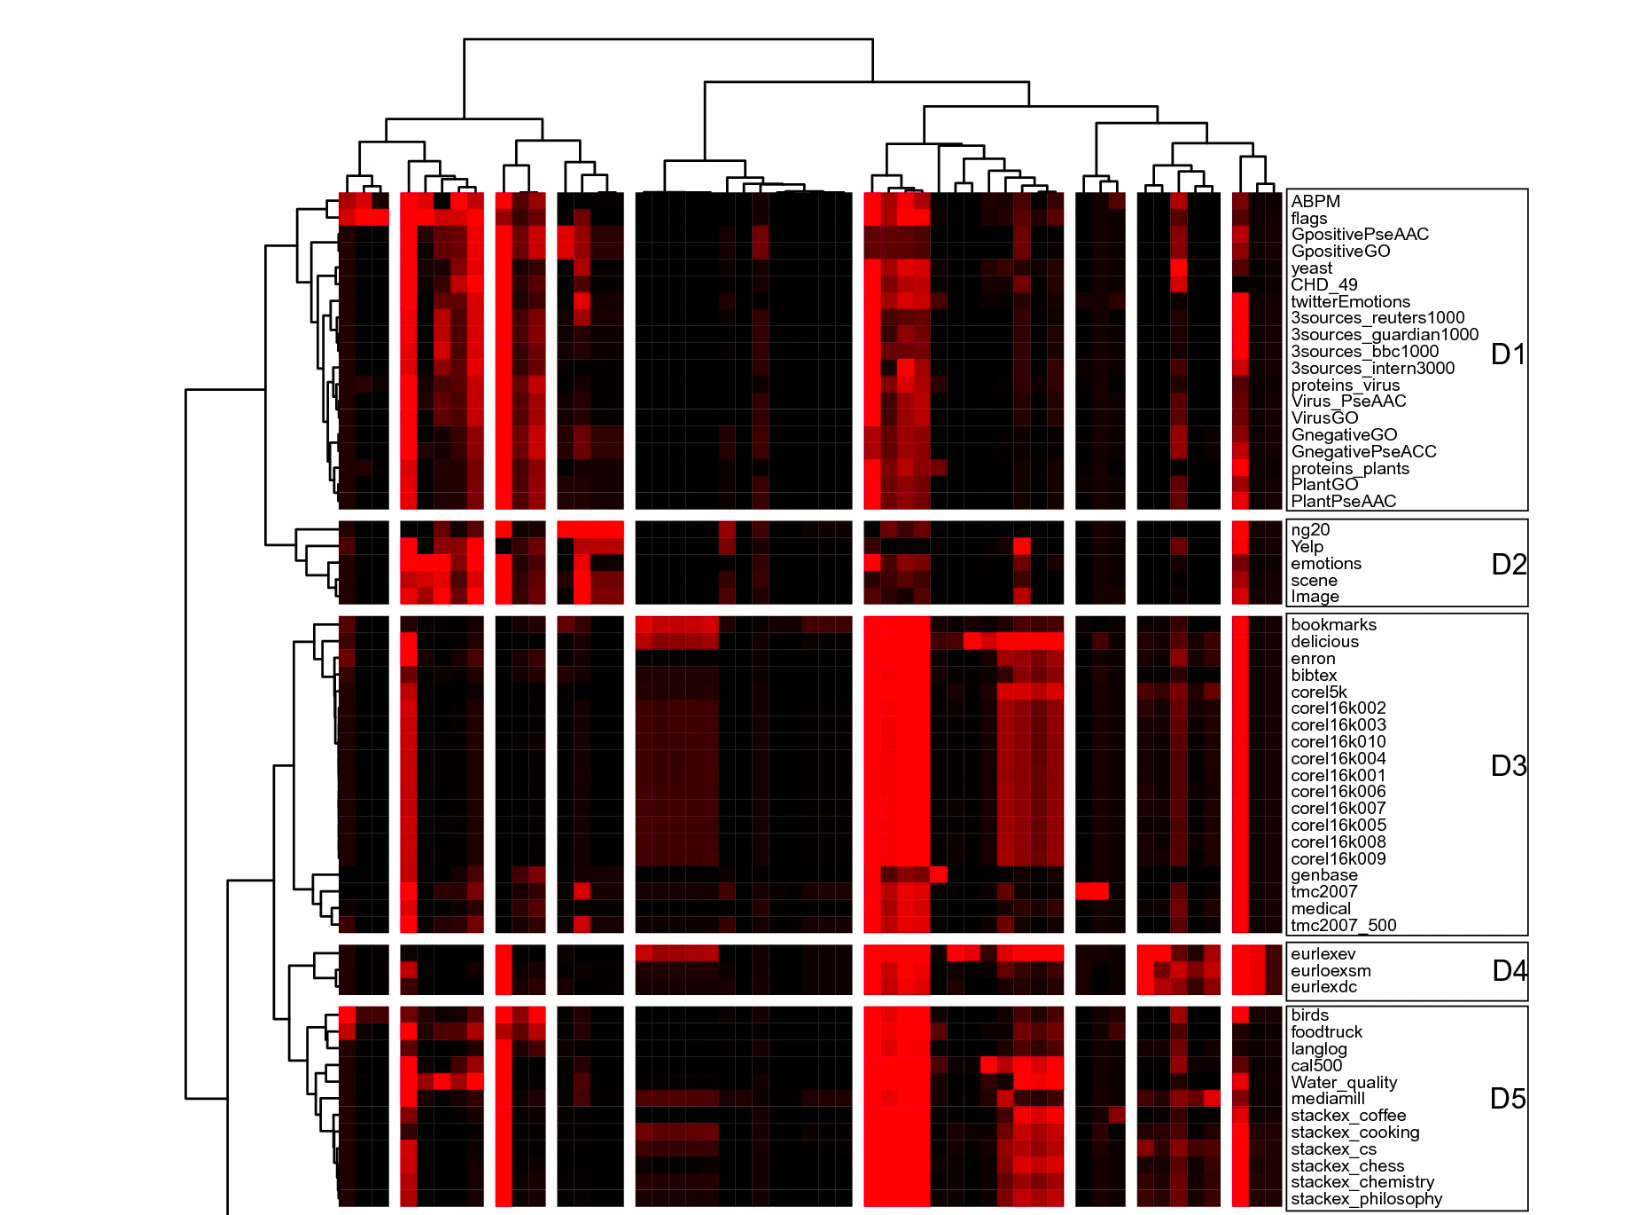 ABPM
flags
GpositivePseAAC
GpositiveGO
yeast
CHD_49
twitterEmotions
3sources_reuters1000
3sources_guardian1000
3sources_bbc1000
3sources_intern3000
proteins_virus
Virus_PseAAC
VirusGO
GnegativeGO
GnegativePseACC
proteins_plants
PlantGO
PlantPseAAC
D1
ng20
Yelp
emotions
scene
Image
D2
bookmarks
delicious
enron
bibtex
corel5k
corel16k002
corel16k003
corel16k010
corel16k004
corel16k001
corel16k006
corel16k007
corel16k005
corel16k008
corel16k009
genbase
tmc2007
medical
tmc2007_500
D3
eurlexev
eurloexsm
eurlexdc
D4
birds
foodtruck
langlog
cal500
Water_quality
mediamill
stackex_coffee
stackex_cooking
stackex_cs
stackex_chess
stackex_chemistry
stackex_philosophy
D5